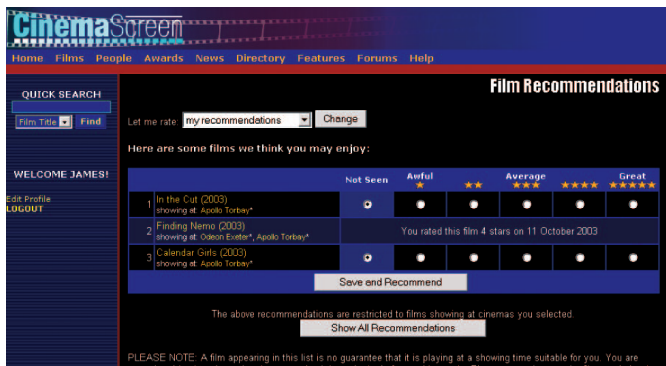 CinemaScreen
Home Films People Awards News Directory Features Forums Help
Film Recommendations
QUICK SEARCH
Film Title Find
Let me rate: my recommendations Change
Here are some films we think you may enjoy:
WELCOME JAMES!
Edit Profile
LOGOUT
Not Seen Awful Average Great
1 In the Cut (2003)
showing at: Apollo Torbay*
2 Finding Nemo (2003)
showing at: Odeon Exeter*, Apollo Torbay*
You rated this film 4 stars on 11 October 2003
3 Calendar Girls (2003)
showing at: Apollo Torbay*
Save and Recommend
The above recommendations are restricted to films showing at cinemas you selected.
Show All Recommendations
PLEASE NOTE: A film appearing in this list is no guarantee that it is playing at a showing time suitable for you. You are